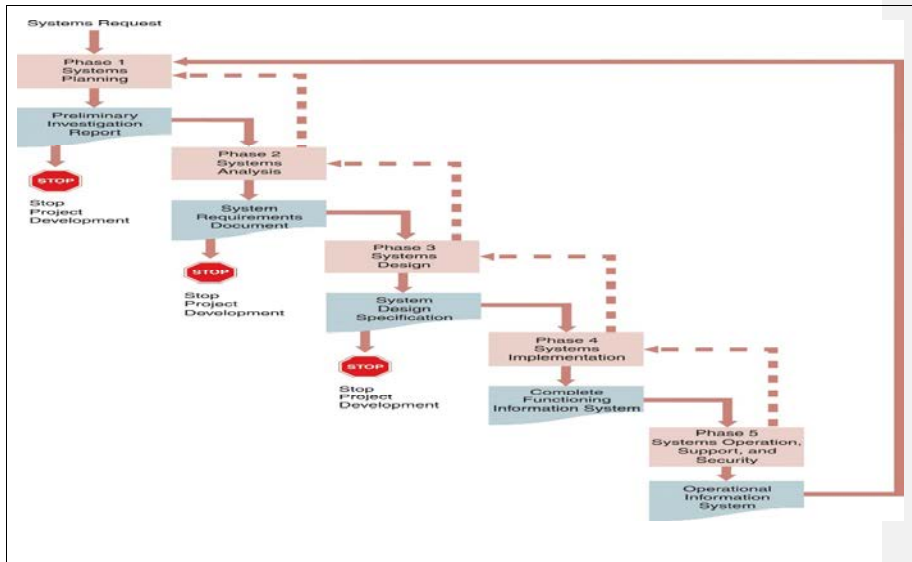 Systems Request
Phase 1
Systems
Planning
Preliminary
Investigation
Report
STOP
Stop
Project
Development
Phase 2
Systems
Analysis
System
Requirements
Document
STOP
Stop
Project
Development
Phase 3
Systems
Design
System
Design
Specification
STOP
Stop
Project
Development
Phase 4
Systems
Implementation
Complete
Functioning
Information System
Phase 5
Systems Operation,
Support, and
Security
Operational
Information
System